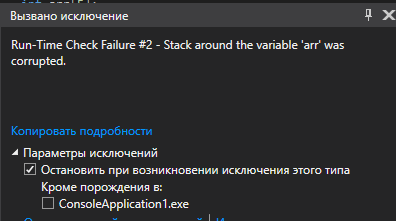 Вызвано исключение
Run-Time Check Failure #2 - Stack around the variable 'arr' was
corrupted.
Копировать подробности
Параметры исключений
Остановить при возникновении исключения этого типа
Кроме порождения в:
ConsoleApplication1.exe